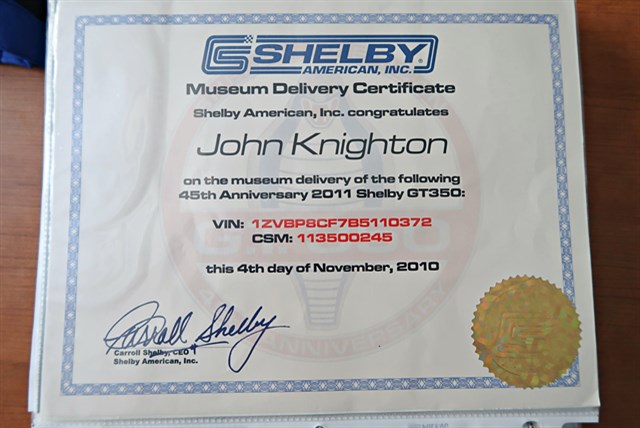 CS SHELBY
AMERICAN, INC.
Museum Delivery Certificate
Shelby American, Inc. congratulates
John Knighton
on the museum delivery of the following
45th Anniversary 2011 Shelby GT350:
VIN: 1ZVBP8CF7B5110372
CSM: 113500245
this 4th day of November, 2010
Carroll Shelby
Carroll Shelby, CEO
Shelby American, Inc.
ANNIVERSARY